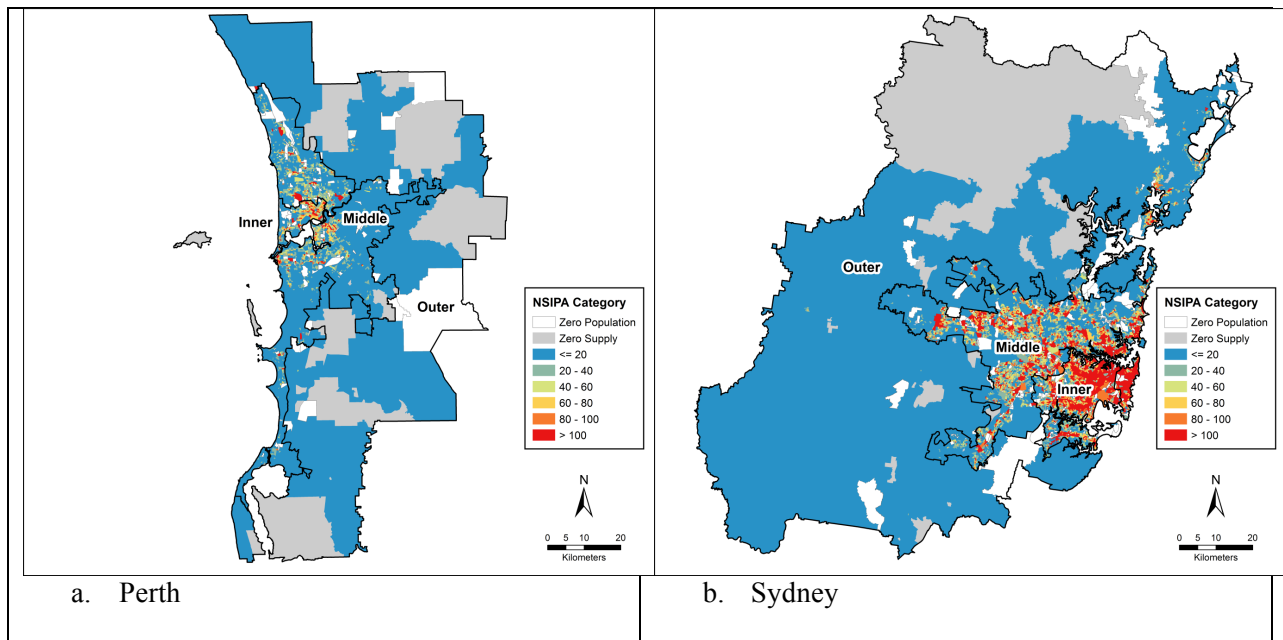 Inner
Middle
Outer
NSIPA Category
Zero Population
Zero Supply
<= 20
20 - 40
40 - 60
60 - 80
80 - 100
> 100
N
0 5 10 20
Kilometers
Outer
Middle
Inner
NSIPA Category
Zero Population
Zero Supply
<= 20
20 - 40
40 - 60
60 - 80
80 - 100
> 100
N
0 5 10 20
Kilometers
a. Perth
b. Sydney